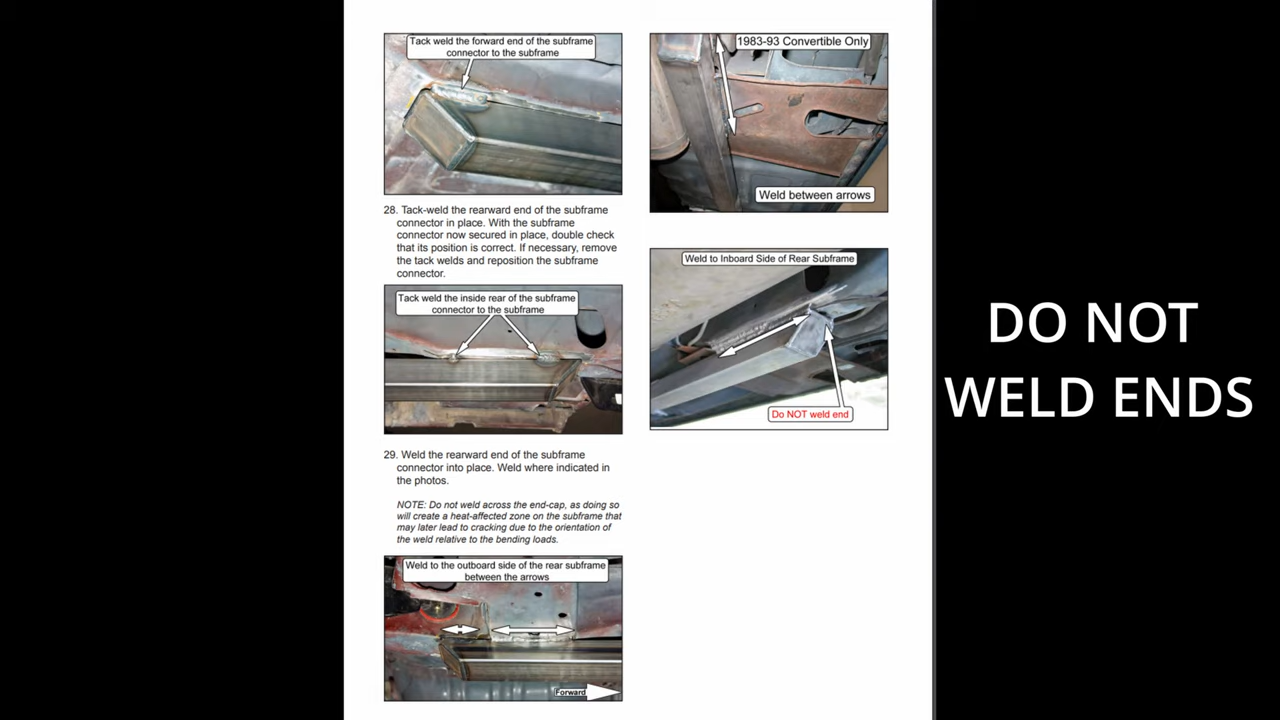 Tack weld the forward end of the subframe
connector to the subframe
28. Tack-weld the rearward end of the subframe
connector in place. With the subframe
connector now secured in place, double check
that its position is correct. If necessary, remove
the tack welds and reposition the subframe
connector.
Tack weld the inside rear of the subframe
connector to the subframe
29. Weld the rearward end of the subframe
connector into place. Weld where indicated in
the photos.
NOTE: Do not weld across the end-cap, as doing so
will create a heat-affected zone on the subframe that
may later lead to cracking due to the orientation of
the weld relative to the bending loads.
Weld to the outboard side of the rear subframe
between the arrows
Forward
1983-93 Convertible Only
Weld between arrows
Weld to Inboard Side of Rear Subframe
Do NOT weld end
DO NOT
WELD ENDS